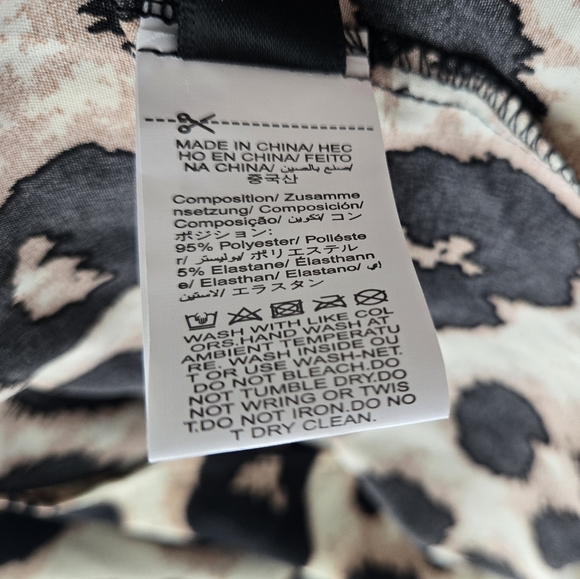 MADE IN CHINA/ HEC
HO EN CHINA/ FEITO
NA CHINA/ صنع بالصين/
중국산
Composition/ Zusamme
nsetzung/ Composición/
Composição/ تكوين/ コン
ポジション:
95% Polyester/ Poliéste
r/ بوليستر/ ポリエステル
5% Elastane/ Elasthann
e/ Elasthan/ Elastano/ إي
لاستين/ エラスタン
WASH WITH LIKE COL
ORS.HAND WASH AT
AMBIENT TEMPERATU
RE. WASH INSIDE OU
T OR USE WASH-NET.
DO NOT BLEACH.DO
NOT TUMBLE DRY.DO
NOT WRING OR TWIS
T.DO NOT IRON.DO NO
T DRY CLEAN.